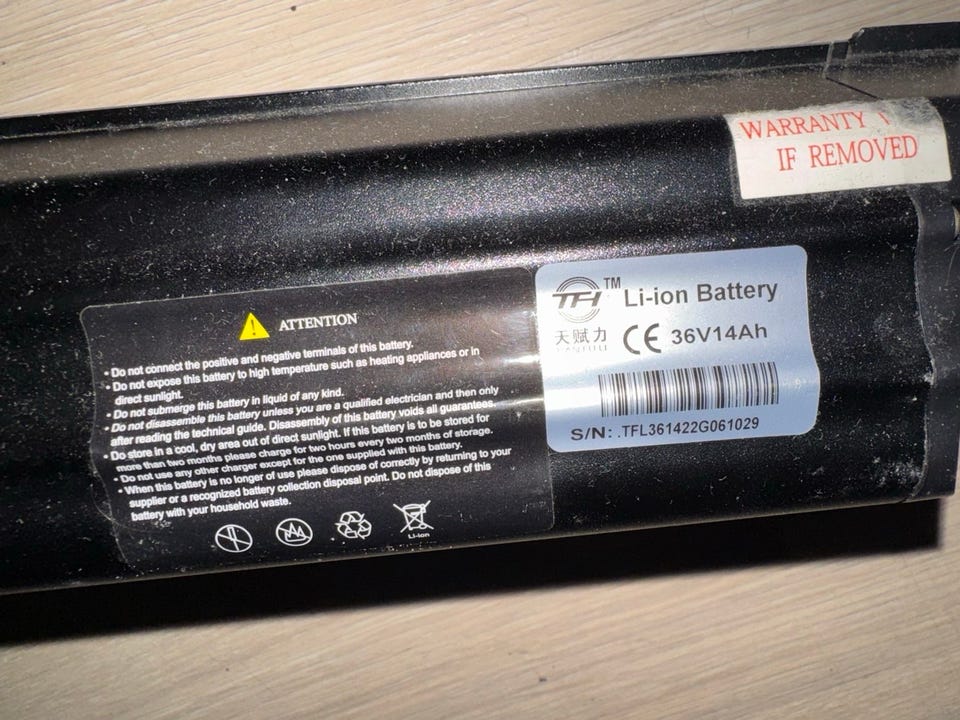 WARRANTY
IF REMOVED
ATTENTION
• Do not connect the positive and negative terminals of this battery.
• Do not expose this battery to high temperature such as heating appliances or in
direct sunlight.
• Do not submerge this battery in liquid of any kind.
• Do not disassemble this battery unless you are a qualified electrician and then only
after reading the technical guide. Disassembly of this battery voids all guarantees.
• Do store in a cool, dry area out of direct sunlight. If this battery is to be stored for
more than two months please charge for two hours every two months of storage.
• Do not use any other charger except for the one supplied with this battery.
• When this battery is no longer of use please dispose of correctly by returning to your
supplier or a recognized battery collection disposal point. Do not dispose of this
battery with your household waste.
Li-ion
TM
Li-ion Battery
天赋力
CE 36V14Ah
S/N: .TFL361422G061029